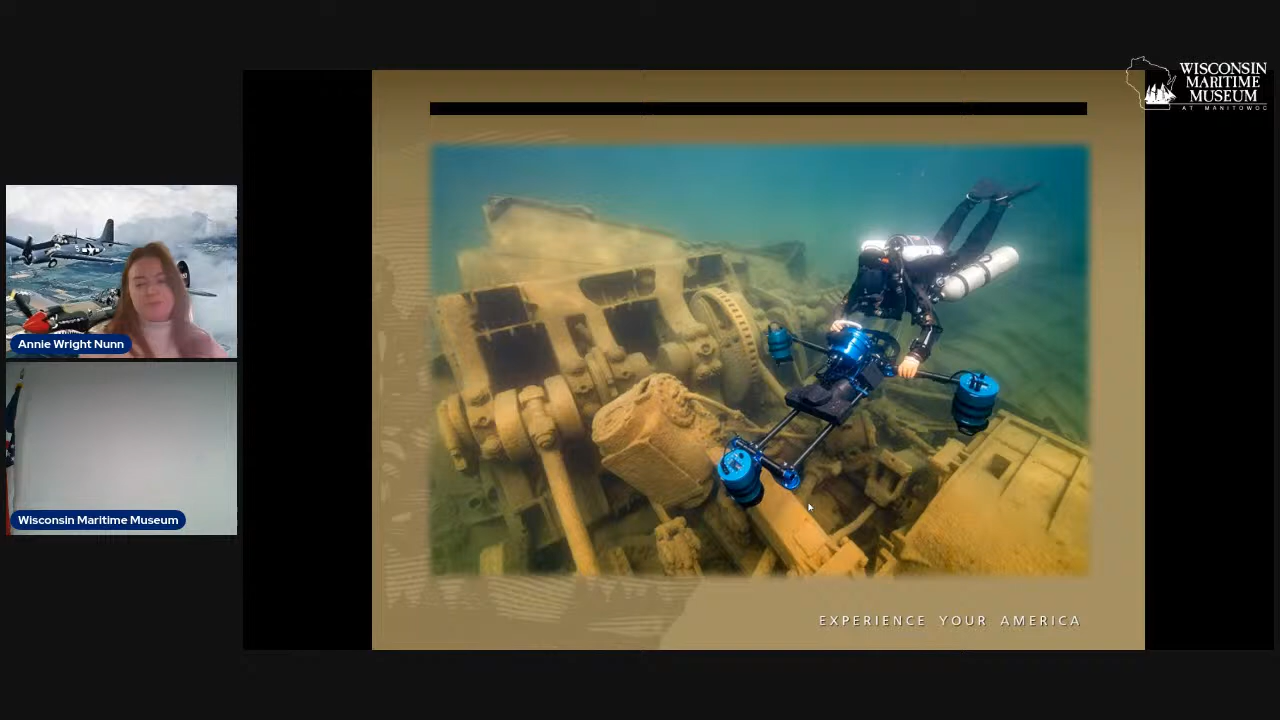 WISCONSIN
MARITIME
MUSEUM
AT MANITOWOC
Annie Wright Nunn
Wisconsin Maritime Museum
EXPERIENCE YOUR AMERICA